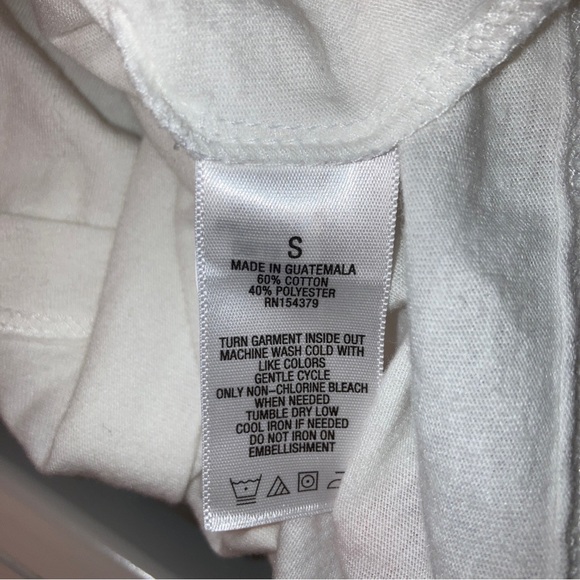 S
MADE IN GUATEMALA
60% COTTON
40% POLYESTER
RN154379
TURN GARMENT INSIDE OUT
MACHINE WASH COLD WITH
LIKE COLORS
GENTLE CYCLE
ONLY NON-CHLORINE BLEACH
WHEN NEEDED
TUMBLE DRY LOW
COOL IRON IF NEEDED
DO NOT IRON ON
EMBELLISHMENT